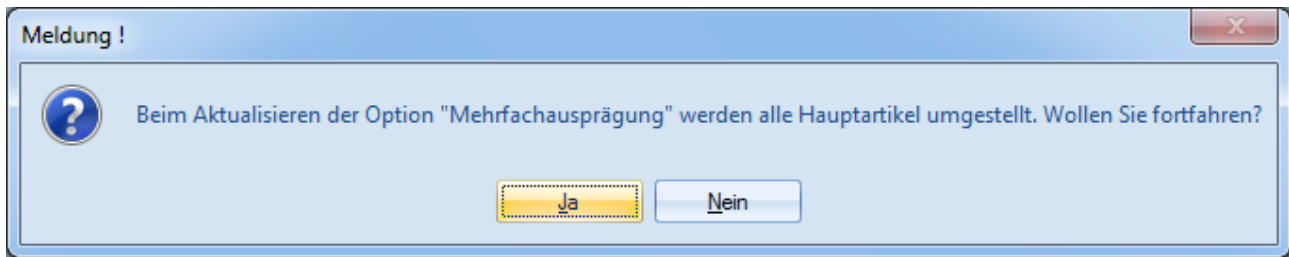 Meldung !
Beim Aktualisieren der Option "Mehrfachausprägung" werden alle Hauptartikel umgestellt. Wollen Sie fortfahren?
Ja
Nein